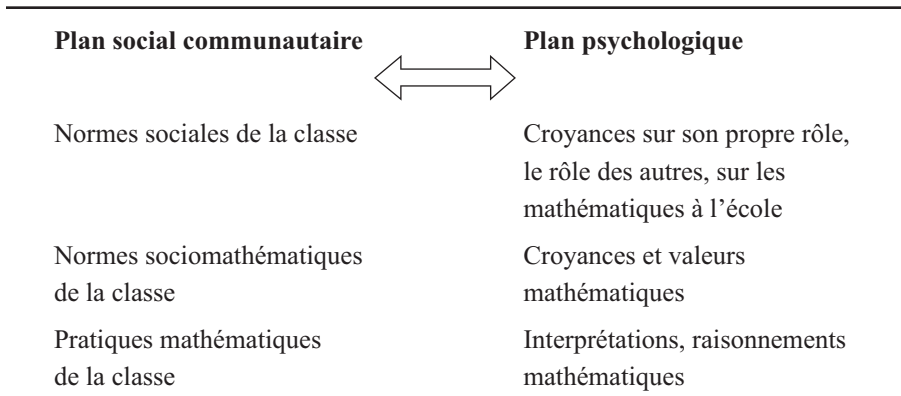 Plan social communautaire Plan psychologique
Normes sociales de la classe Croyances sur son propre rôle,
le rôle des autres, sur les
mathématiques à l’école
Normes sociomathématiques Croyances et valeurs
de la classe mathématiques
Pratiques mathématiques Interprétations, raisonnements
de la classe mathématiques